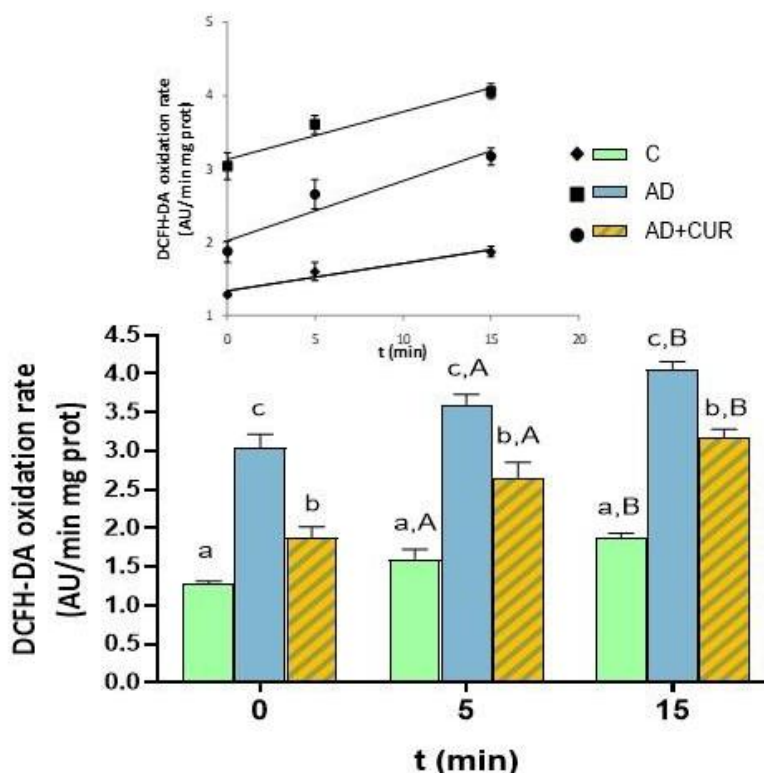 5
4
3
2
1
DCFH-DA oxidation rate
(AU/min mg prot)
0 5 10 15 20
t (min)
C
AD
AD+CUR
4.5
4.0
3.5
3.0
2.5
2.0
1.5
1.0
0.5
0.0
DCFH-DA oxidation rate
(AU/min mg prot)
a c b
a,A c,A b,A
a,B c,B b,B
0 5 15
t (min)